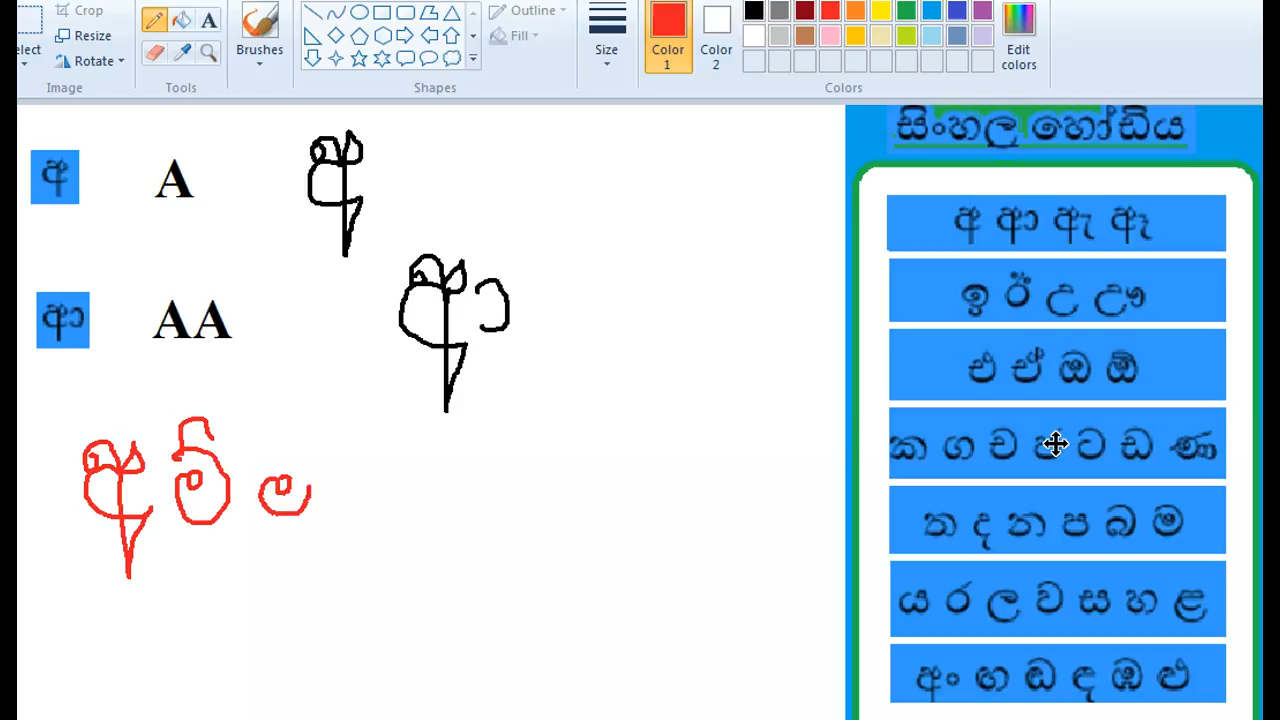 Crop
Select Resize
Rotate
Brushes
Outline
Fill
Size
Color 1
Color 2
Edit colors
Image Tools Shapes Colors
සිංහල හෝඩිය
අ A අ
ආ AA ආ
අ ආ ඇ ඈ
ඉ ඊ උ ඌ
එ ඒ ඔ ඕ
ක ග ච ට ඩ ණ
ත ද න ප බ ම
ය ර ල ව ස හ ළ
අං ඟ ඬ ඳ ඹ ළු